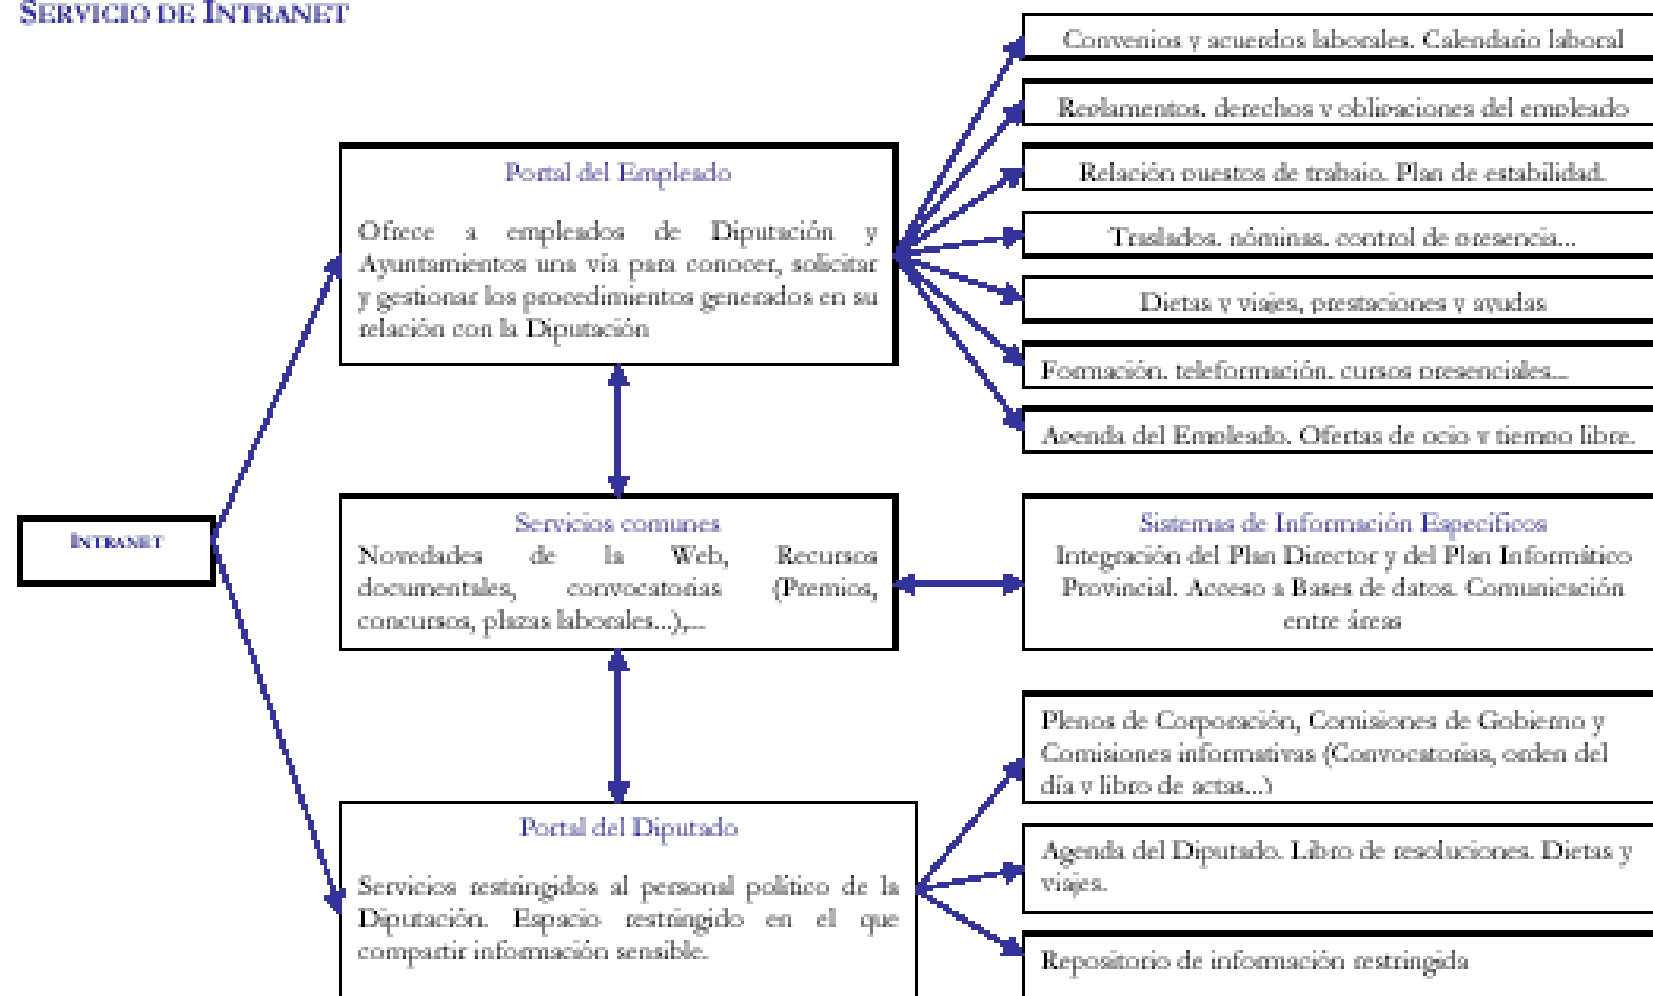 SERVICIO DE INTRANET
Convenios y acuerdos laborales. Calendario laboral
Reglamentos, derechos y obligaciones del empleado
Relación puestos de trabajo. Plan de estabilidad.
Traslados, nóminas, control de presencia...
Dietas y viajes, prestaciones y ayudas
Formación, teleformación, cursos presenciales...
Agenda del Empleado. Ofertas de ocio y tiempo libre.
Portal del Empleado
Ofrece a empleados de Diputación y
Ayuntamientos una vía para conocer, solicitar
y gestionar los procedimientos generados en su
relación con la Diputación
INTRANET
Servicios comunes
Novedades de la Web, Recursos
documentales, convocatorias (Premios,
concursos, plazas laborales...),...
Sistemas de Información Específicos
Integración del Plan Director y del Plan Informático
Provincial. Acceso a Bases de datos. Comunicación
entre áreas
Portal del Diputado
Servicios restringidos al personal político de la
Diputación. Espacio restringido en el que
compartir información sensible.
Plenos de Corporación, Comisiones de Gobierno y
Comisiones informativas (Convocatorias, orden del
día y libro de actas...)
Agenda del Diputado. Libro de resoluciones. Dietas y
viajes.
Repositorio de información restringida